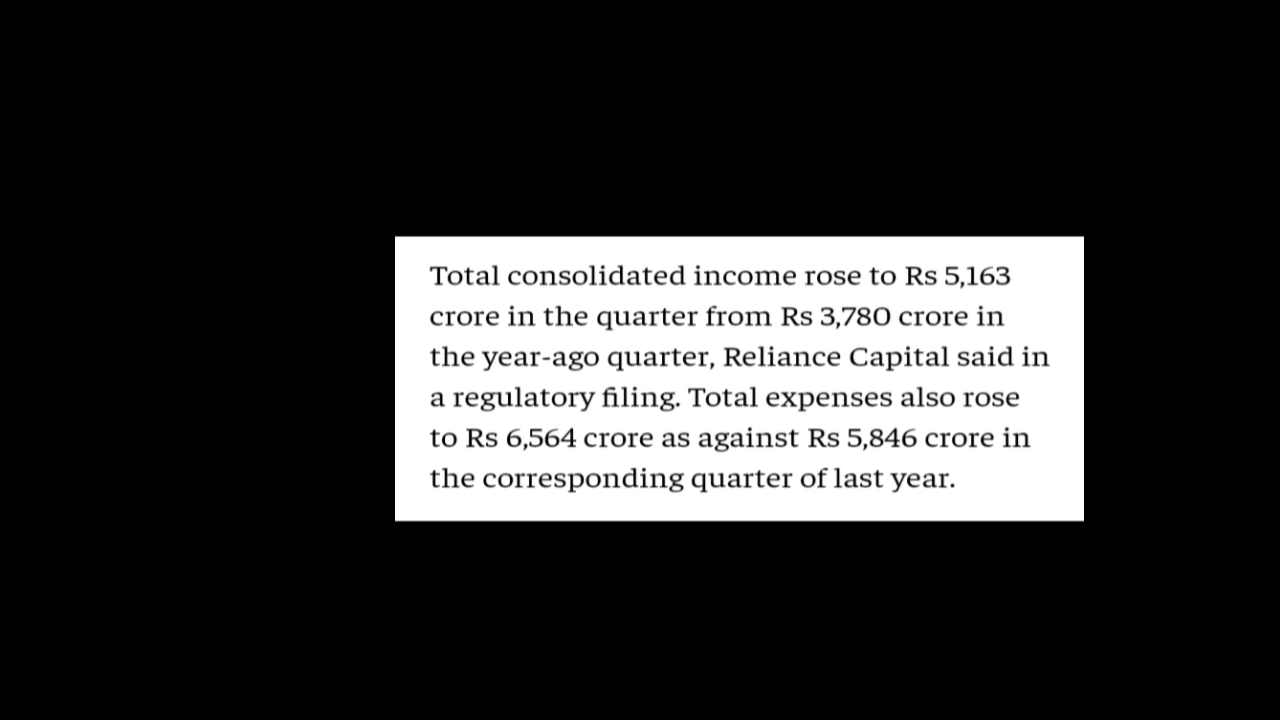 Total consolidated income rose to Rs 5,163
crore in the quarter from Rs 3,780 crore in
the year-ago quarter, Reliance Capital said in
a regulatory filing. Total expenses also rose
to Rs 6,564 crore as against Rs 5,846 crore in
the corresponding quarter of last year.